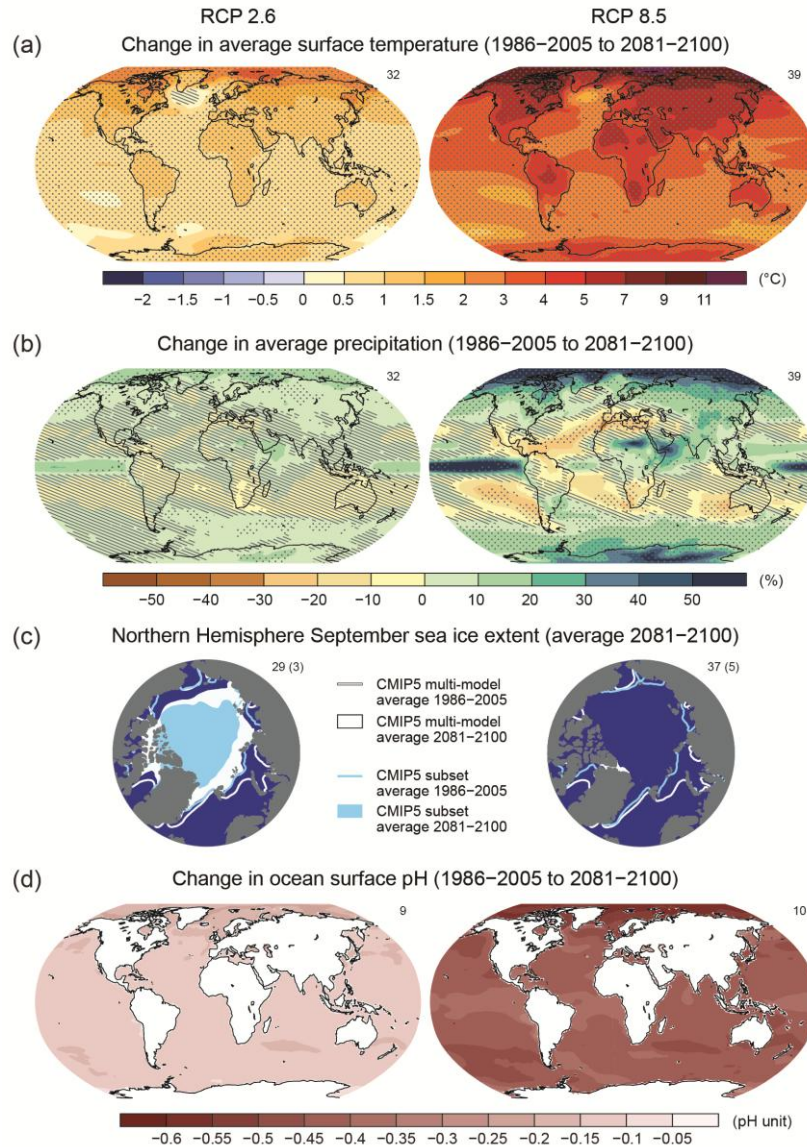 RCP 2.6 RCP 8.5
(a) Change in average surface temperature (1986−2005 to 2081−2100)
32 39
−2 −1.5 −1 −0.5 0 0.5 1 1.5 2 3 4 5 7 9 11 (°C)
(b) Change in average precipitation (1986−2005 to 2081−2100)
32 39
−50 −40 −30 −20 −10 0 10 20 30 40 50 (%)
(c) Northern Hemisphere September sea ice extent (average 2081−2100)
29 (3) 37 (5)
CMIP5 multi-model
average 1986−2005
CMIP5 multi-model
average 2081−2100
CMIP5 subset
average 1986−2005
CMIP5 subset
average 2081−2100
(d) Change in ocean surface pH (1986−2005 to 2081−2100)
9 10
−0.6 −0.55 −0.5 −0.45 −0.4 −0.35 −0.3 −0.25 −0.2 −0.15 −0.1 −0.05 (pH unit)